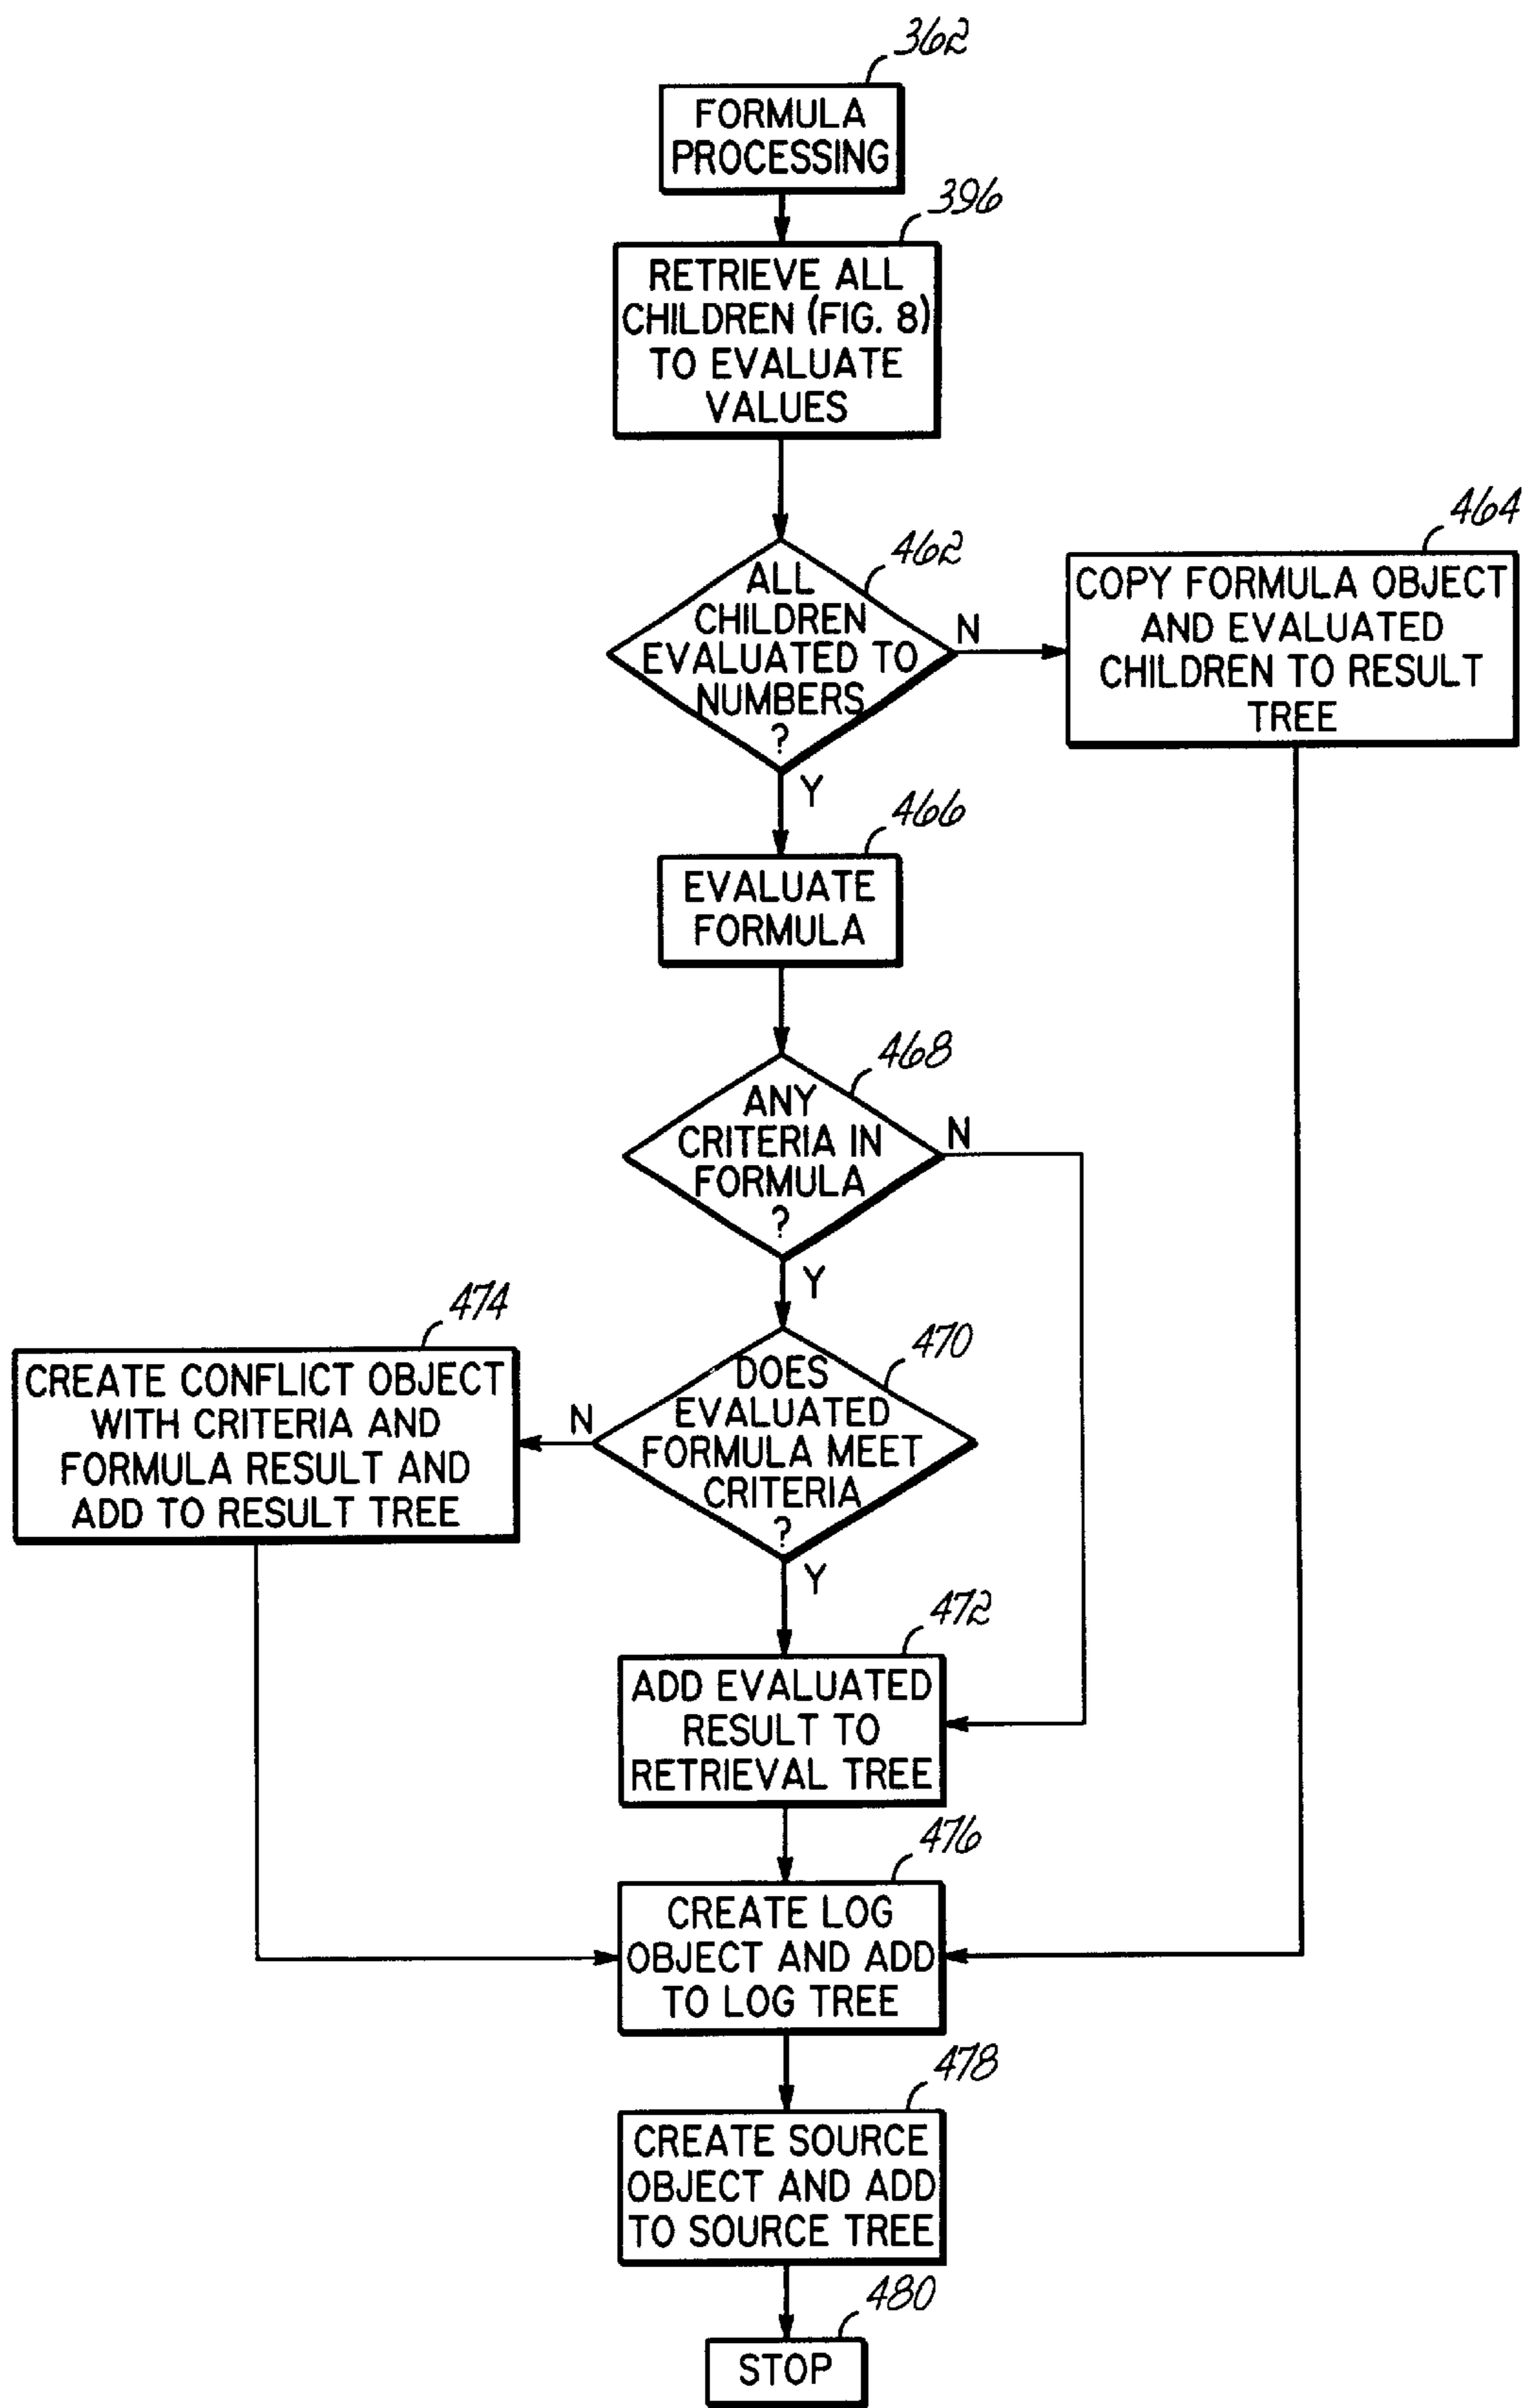 362
FORMULA
PROCESSING
396
RETRIEVE ALL
CHILDREN (FIG. 8)
TO EVALUATE
VALUES
462
ALL
CHILDREN
EVALUATED TO
NUMBERS
?
N
Y
464
COPY FORMULA OBJECT
AND EVALUATED
CHILDREN TO RESULT
TREE
466
EVALUATE
FORMULA
468
ANY
CRITERIA IN
FORMULA
?
N
Y
470
DOES
EVALUATED
FORMULA MEET
CRITERIA
?
N
Y
474
CREATE CONFLICT OBJECT
WITH CRITERIA AND
FORMULA RESULT AND
ADD TO RESULT TREE
472
ADD EVALUATED
RESULT TO
RETRIEVAL TREE
476
CREATE LOG
OBJECT AND ADD
TO LOG TREE
478
CREATE SOURCE
OBJECT AND ADD
TO SOURCE TREE
480
STOP